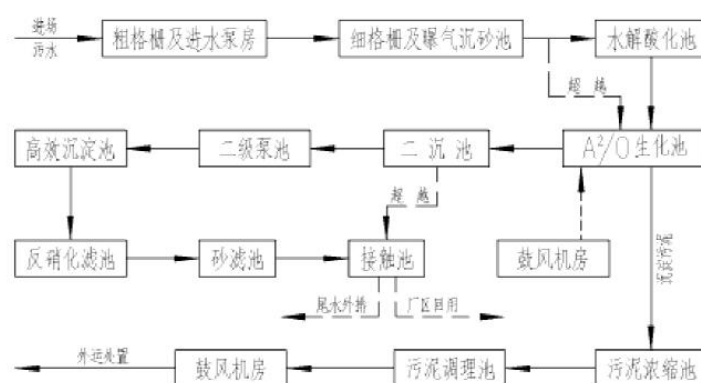 进场
污水
粗格栅及进水泵房
细格栅及曝气沉砂池
水解酸化池
超越
高效沉淀池
二级泵池
二沉池
A²/O生化池
超越
反硝化滤池
砂滤池
接触池
鼓风机房
污泥
尾水外排
厂区回用
外运处置
鼓风机房
污泥调理池
污泥浓缩池